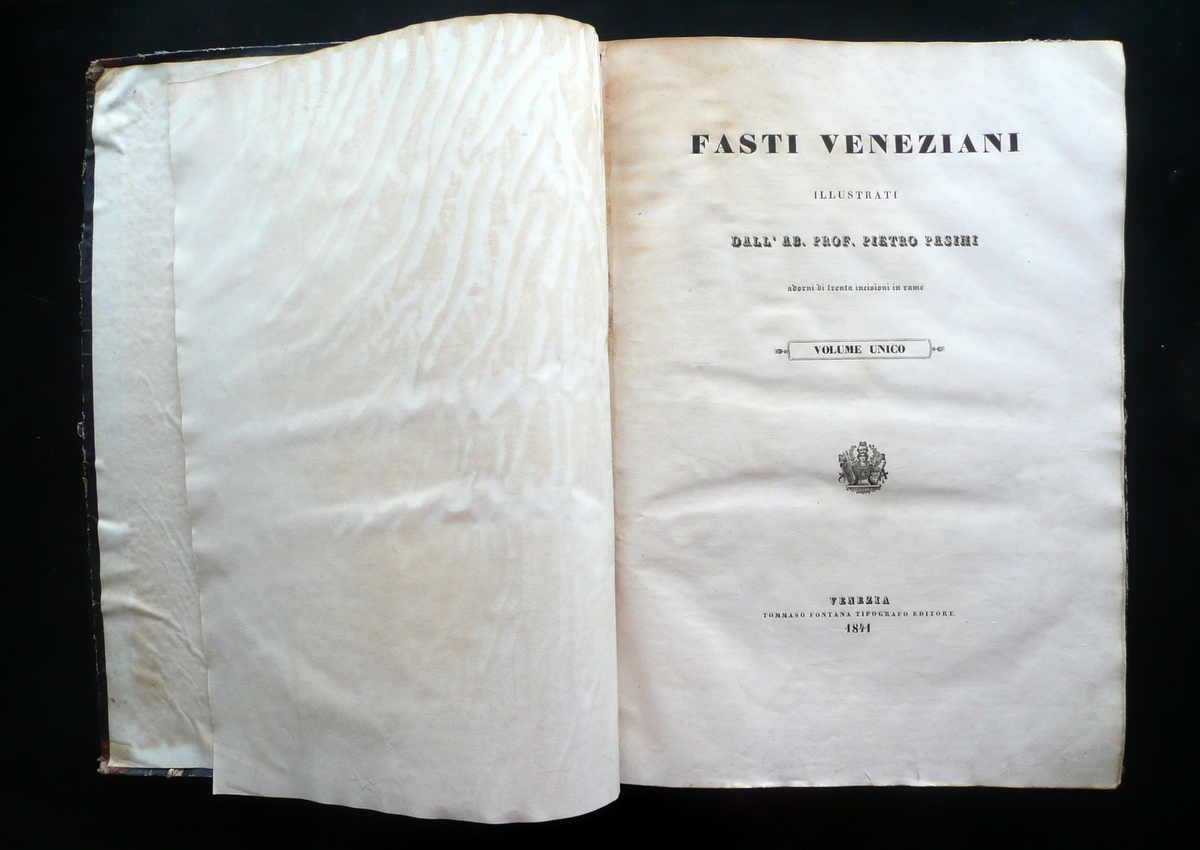 FASTI VENEZIANI
ILLUSTRATI
DALL' AB. PROF. PIETRO PASINI
adorni di trenta incisioni in rame
VOLUME UNICO
VENEZIA
TOMMASO FONTANA TIPOGRAFO EDITORE
1841